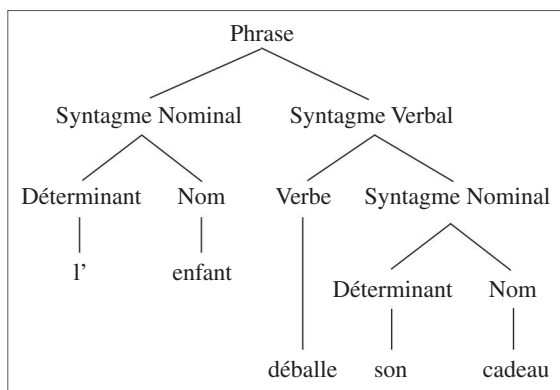 Phrase
Syntagme Nominal Syntagme Verbal
Déterminant Nom Verbe Syntagme Nominal
l’ enfant
Déterminant Nom
déballe son cadeau